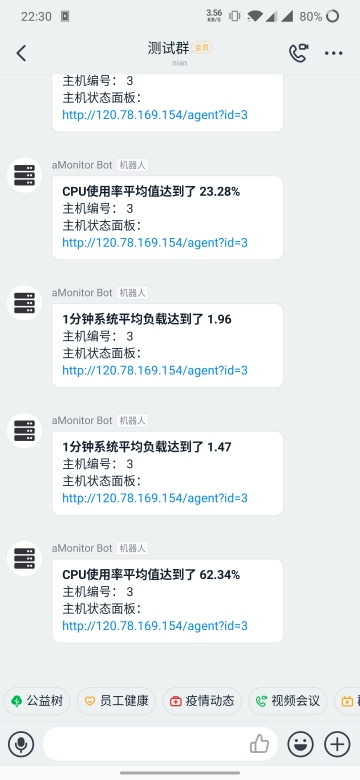 22:30
3.56
KB/S
80%
测试群 全员
nian
主机编号： 3
主机状态面板：
http://120.78.169.154/agent?id=3
aMonitor Bot 机器人
CPU使用率平均值达到了 23.28%
主机编号： 3
主机状态面板：
http://120.78.169.154/agent?id=3
aMonitor Bot 机器人
1分钟系统平均负载达到了 1.96
主机编号： 3
主机状态面板：
http://120.78.169.154/agent?id=3
aMonitor Bot 机器人
1分钟系统平均负载达到了 1.47
主机编号： 3
主机状态面板：
http://120.78.169.154/agent?id=3
aMonitor Bot 机器人
CPU使用率平均值达到了 62.34%
主机编号： 3
主机状态面板：
http://120.78.169.154/agent?id=3
公益树 员工健康 疫情动态 视频会议